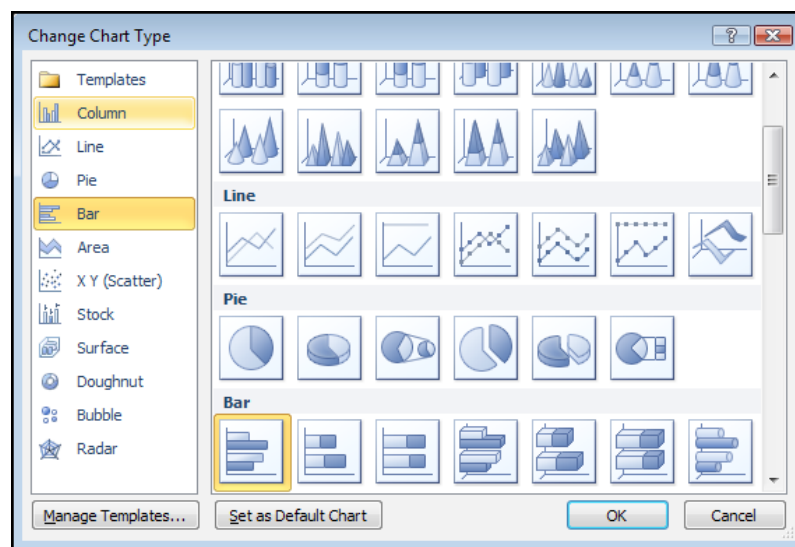 Change Chart Type
Templates
Column
Line
Pie
Bar
Area
X Y (Scatter)
Stock
Surface
Doughnut
Bubble
Radar
Line
Pie
Bar
Manage Templates...
Set as Default Chart
OK
Cancel